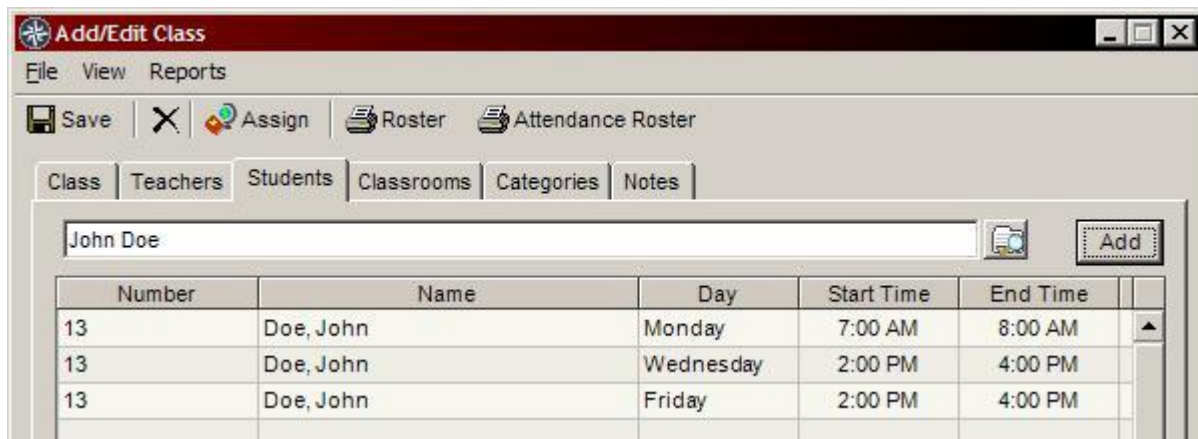 Add/Edit Class
File View Reports
Save Assign Roster Attendance Roster
Class Teachers Students Classrooms Categories Notes
John Doe Add
Number Name Day Start Time End Time
13 Doe, John Monday 7:00 AM 8:00 AM
13 Doe, John Wednesday 2:00 PM 4:00 PM
13 Doe, John Friday 2:00 PM 4:00 PM